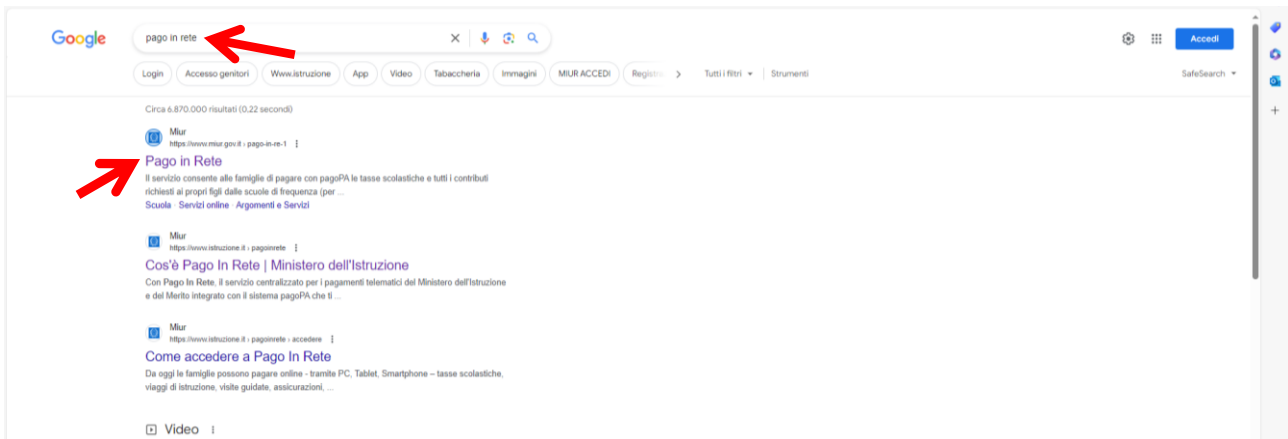 Google
pago in rete
Accedi
Login
Accesso genitori
Www.istruzione
App
Video
Tabaccheria
Immagini
MIUR ACCEDI
Tutti i filtri
Strumenti
SafeSearch
Circa 6.870.000 risultati (0.22 secondi)
Miur
https://www.miur.gov.it › pago-in-re-1
Pago in Rete
Il servizio consente alle famiglie di pagare con pagoPA le tasse scolastiche e tutti i contributi
richiesti ai propri figli dalle scuole di frequenza (per ...
Scuola · Servizi online · Argomenti e Servizi
Miur
https://www.istruzione.it › pagoinrete
Cos'è Pago In Rete | Ministero dell'Istruzione
Con Pago In Rete, il servizio centralizzato per i pagamenti telematici del Ministero dell'Istruzione
e del Merito integrato con il sistema pagoPA che ti ...
Miur
https://www.istruzione.it › pagoinrete › accedere
Come accedere a Pago In Rete
Da oggi le famiglie possono pagare online - tramite PC, Tablet, Smartphone – tasse scolastiche,
viaggi di istruzione, visite guidate, assicurazioni, ...
Video